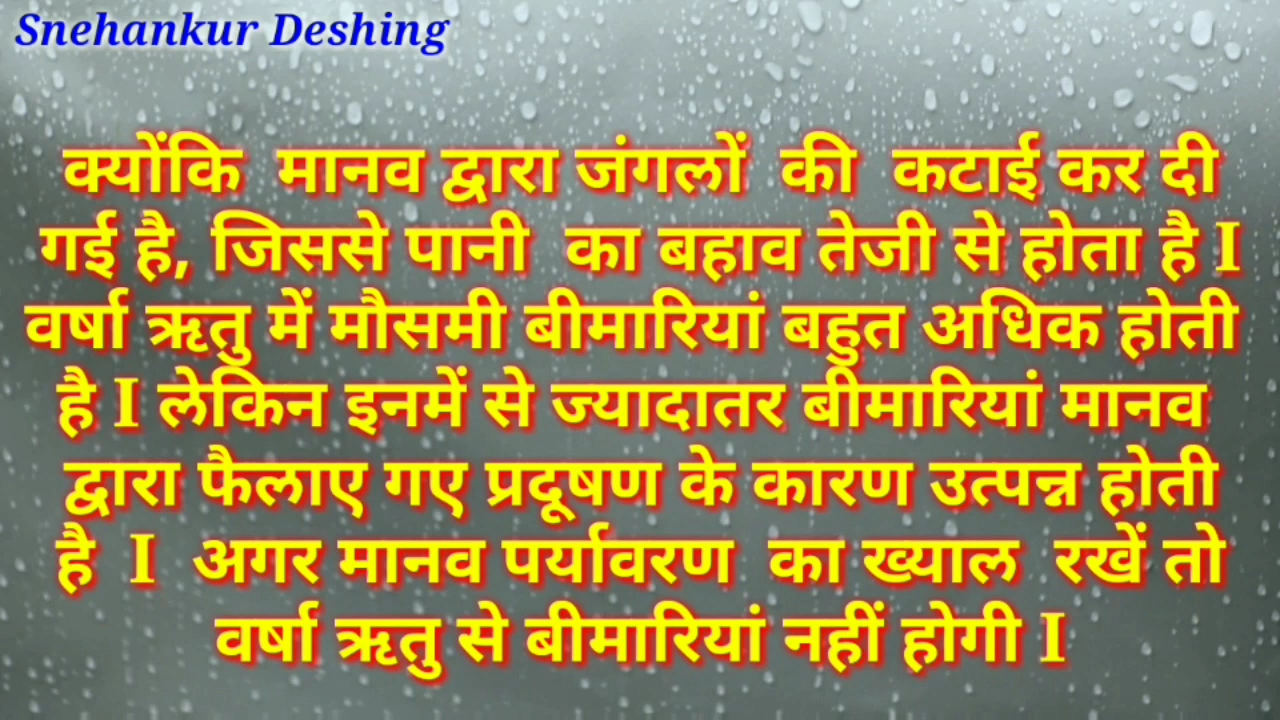 Snehankur Deshing
क्योंकि मानव द्वारा जंगलों की कटाई कर दी
गई है, जिससे पानी का बहाव तेजी से होता है I
वर्षा ऋतु में मौसमी बीमारियां बहुत अधिक होती
है I लेकिन इनमें से ज्यादातर बीमारियां मानव
द्वारा फैलाए गए प्रदूषण के कारण उत्पन्न होती
है I अगर मानव पर्यावरण का ख्याल रखें तो
वर्षा ऋतु से बीमारियां नहीं होगी I